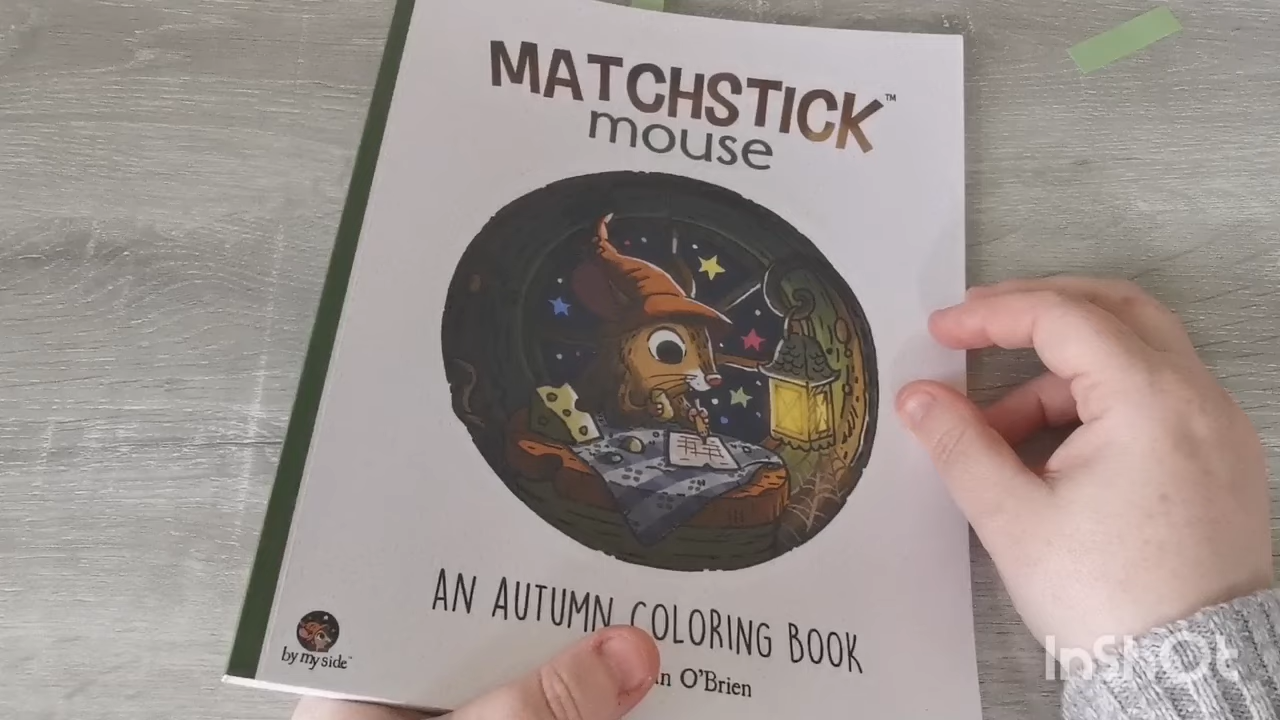 MATCHSTICK™
mouse
AN AUTUMN COLORING BOOK
O'Brien
by my side™
InShOt